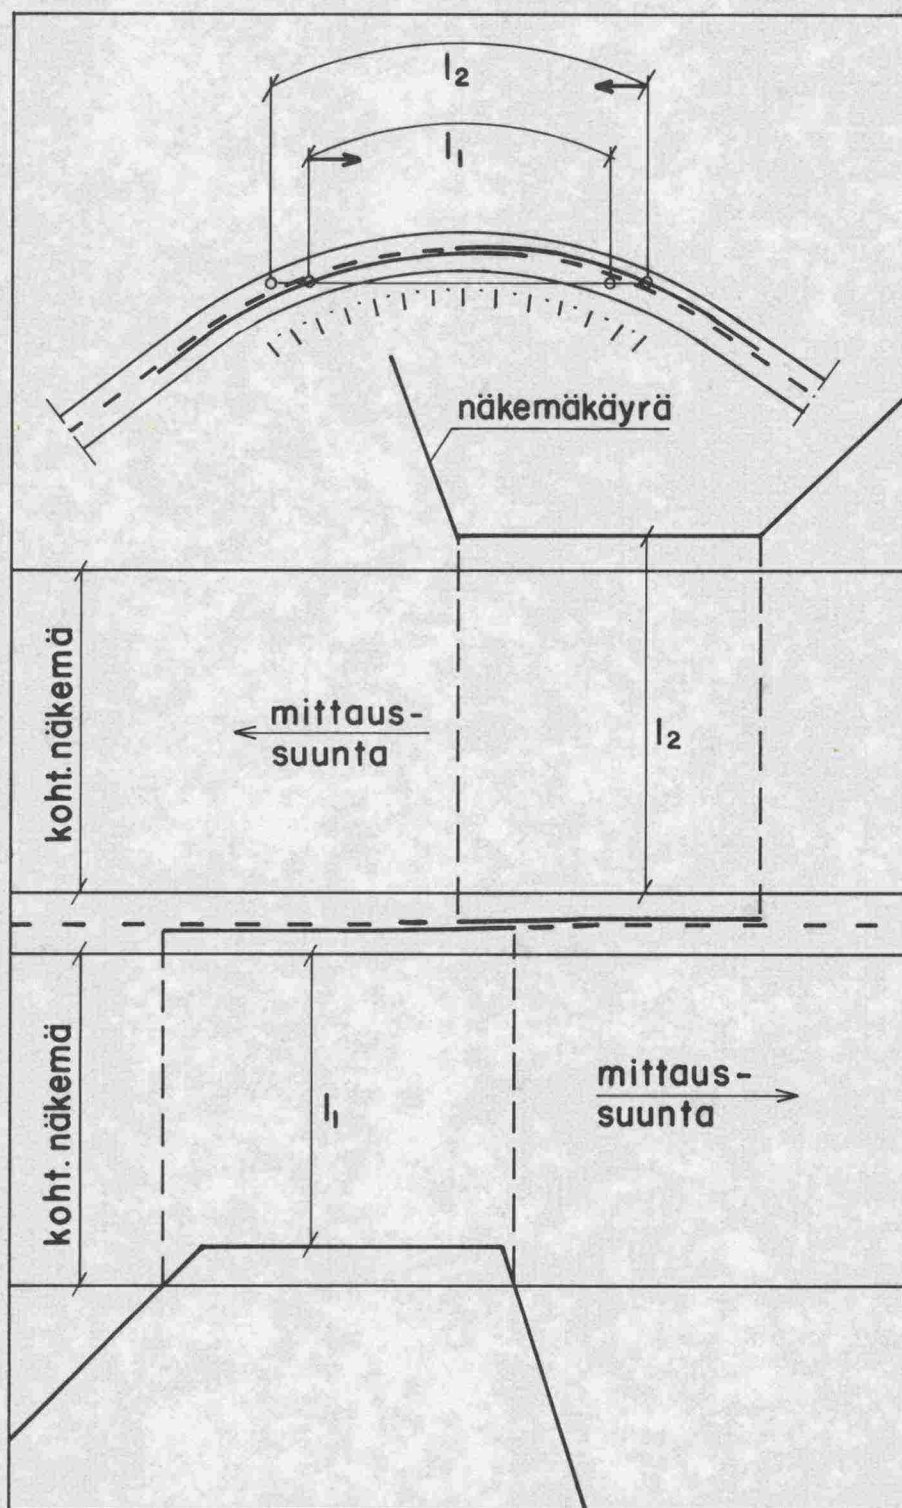 l₂
l₁
näkemäkäyrä
koht. näkemä
mittaus-
suunta
l₂
koht. näkemä
l₁
mittaus-
suunta